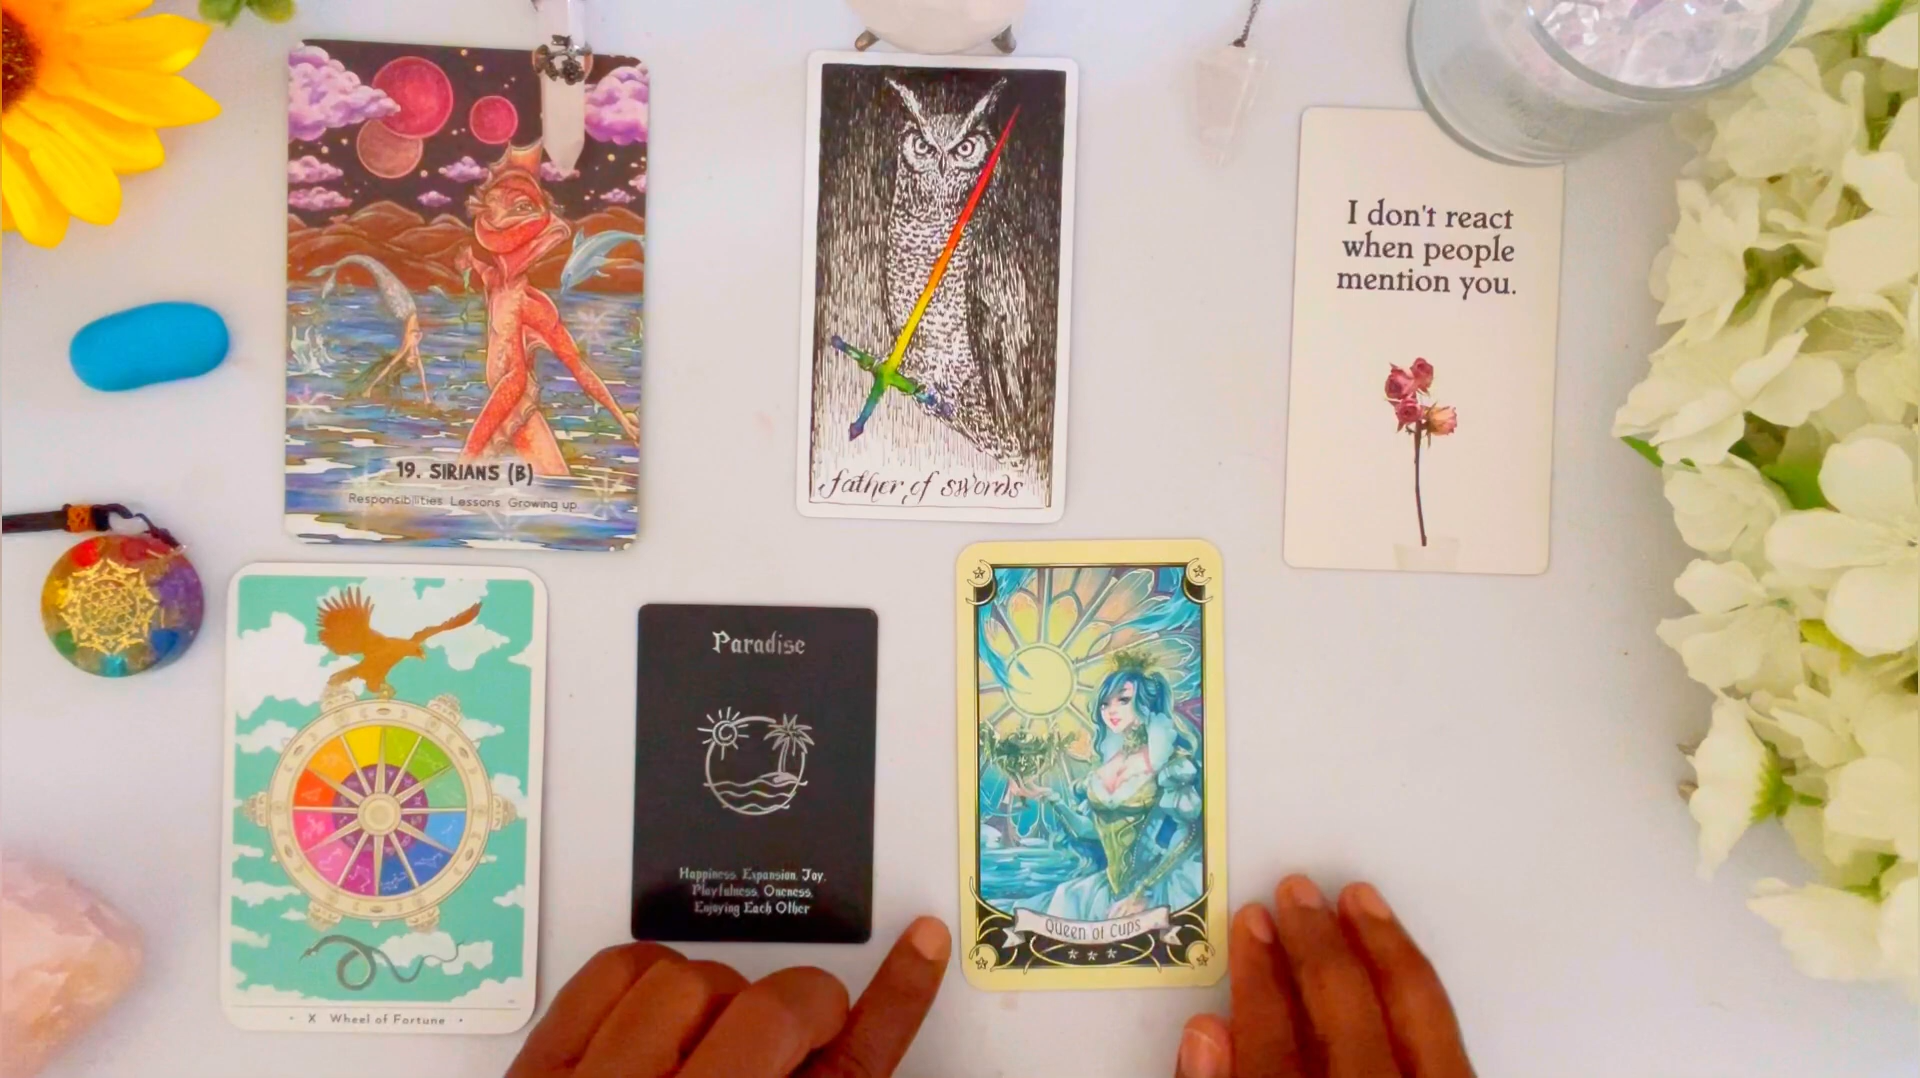 19. SIRIANS (B)
Responsibilities. Lessons. Growing up.
father of swords
I don't react
when people
mention you.
· X Wheel of Fortune ·
Paradise
Happiness, Expansion, Joy,
Playfulness, Oneness,
Enjoying Each Other
Queen of Cups